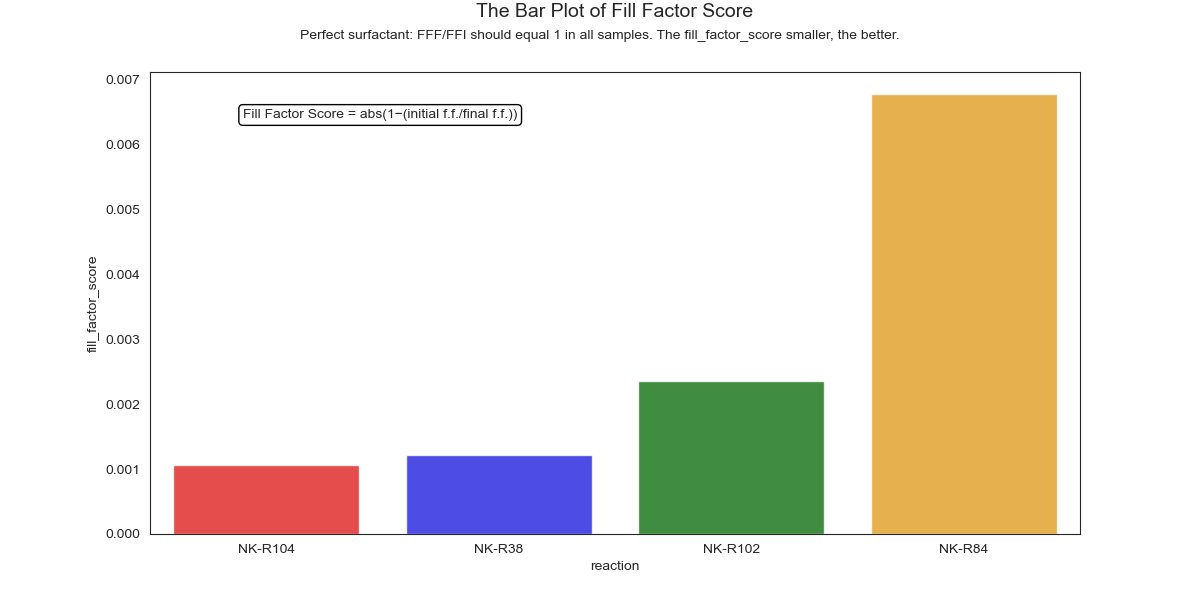 The Bar Plot of Fill Factor Score
Perfect surfactant: FFF/FFI should equal 1 in all samples. The fill_factor_score smaller, the better.
Fill Factor Score = abs(1−(initial f.f./final f.f.))
fill_factor_score
0.007
0.006
0.005
0.004
0.003
0.002
0.001
0.000
NK-R104 NK-R38 NK-R102 NK-R84
reaction